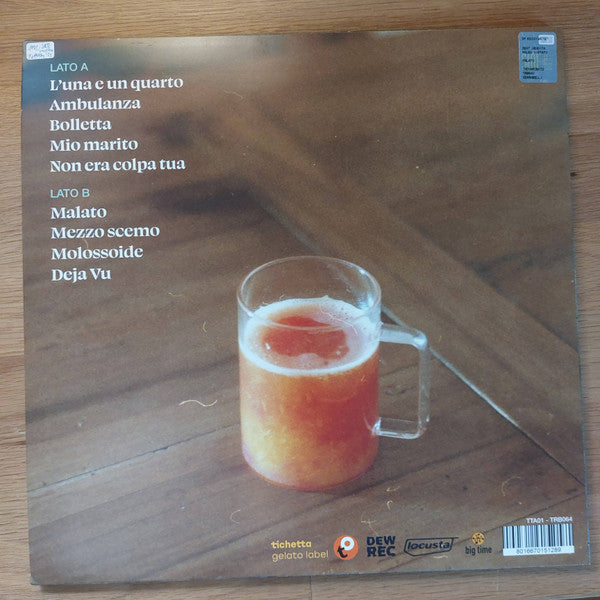 LATO A
L'una e un quarto
Ambulanza
Bolletta
Mio marito
Non era colpa tua
LATO B
Malato
Mezzo scemo
Molossoide
Deja Vu
tichetta
gelato label
t
DEW
REC
locusta
big time
TTA01 - TRB064
8016670151289